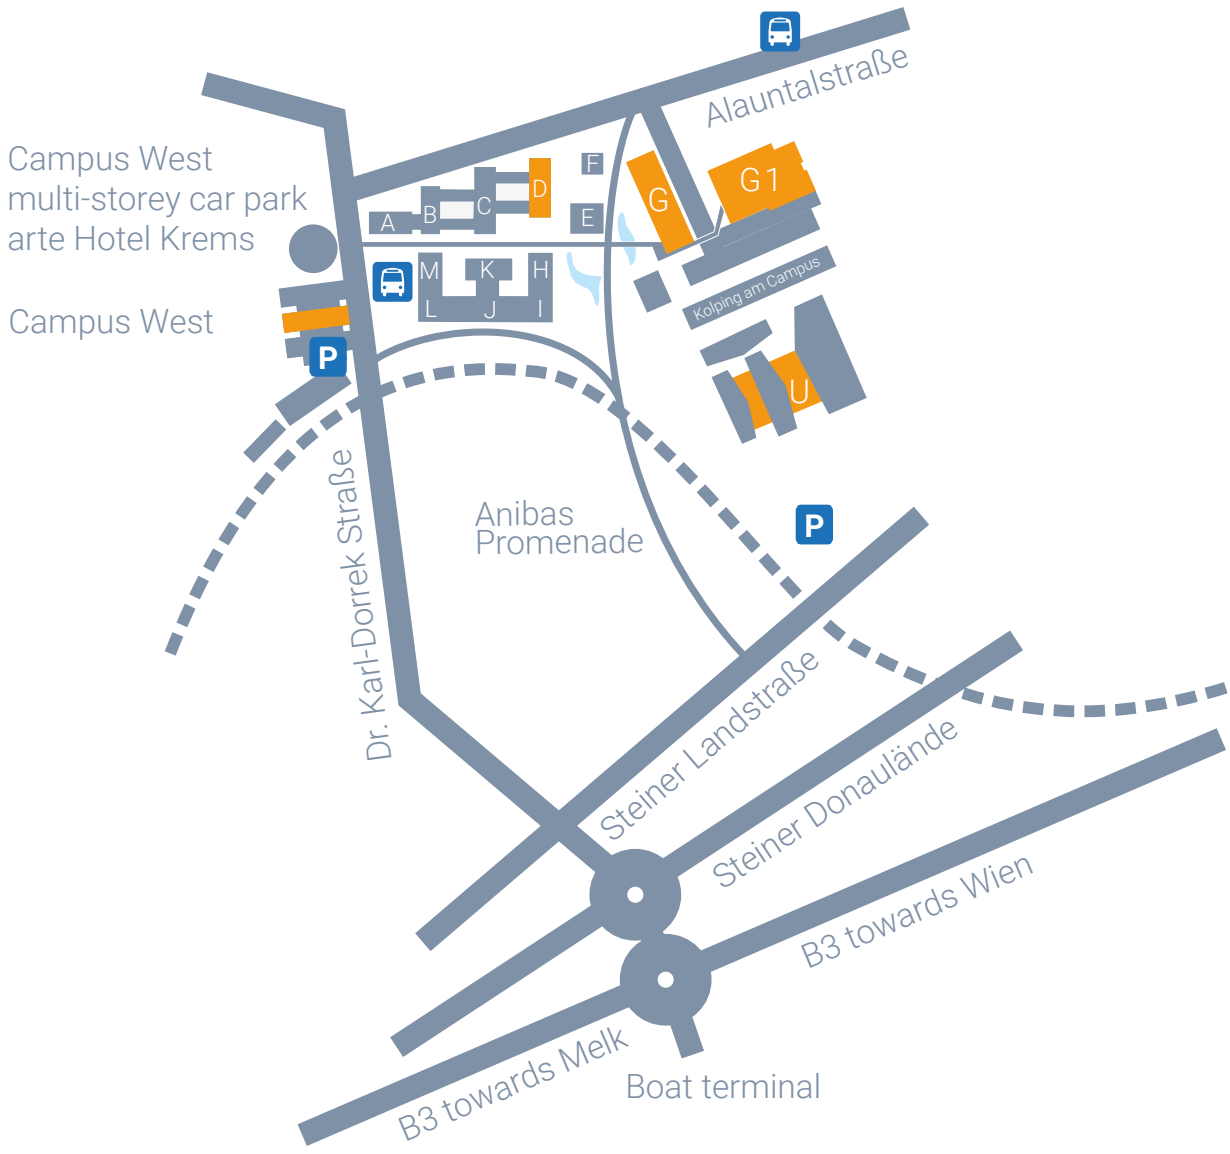 Alauntalstraße
Campus West
multi-storey car park
arte Hotel Krems
F
D
G
G1
C
B
A
E
M
K
H
L
J
I
Kolping am Campus
Campus West
P
U
Dr. Karl-Dorrek Straße
Anibas
Promenade
P
Steiner Landstraße
Steiner Donaulände
B3 towards Wien
B3 towards Melk
Boat terminal